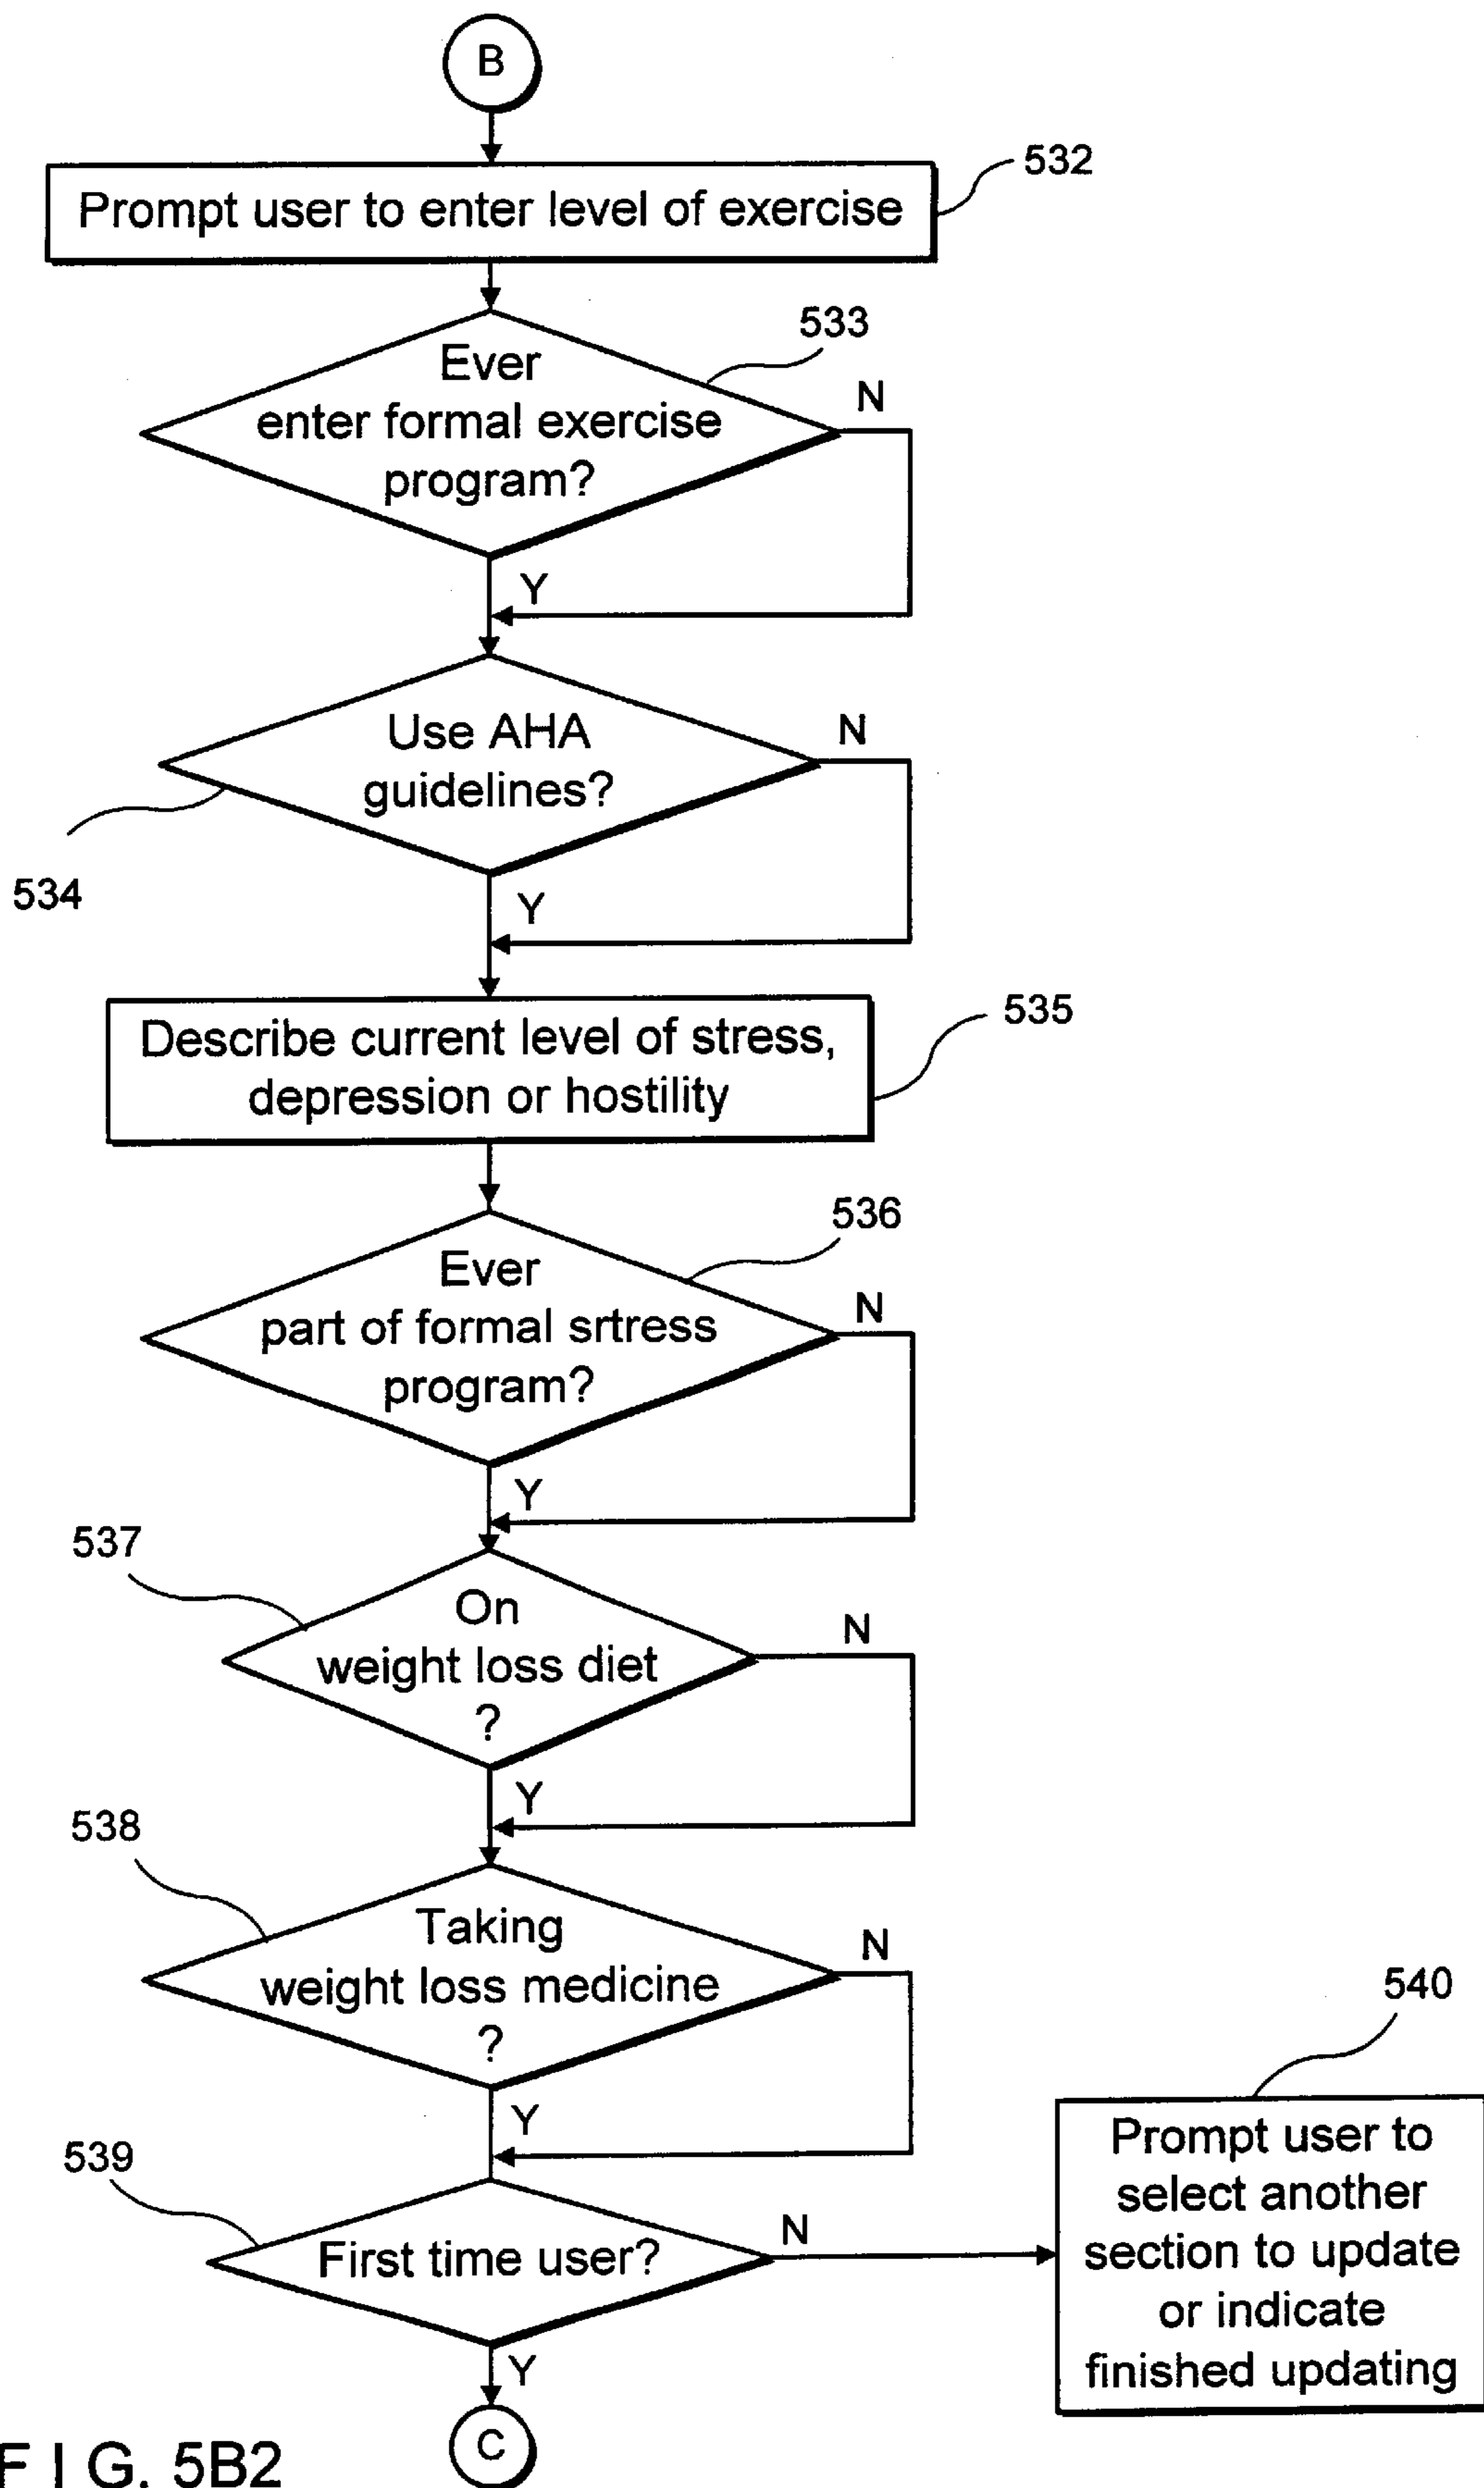 B
Prompt user to enter level of exercise
532
Ever
enter formal exercise
program?
533
N
Y
Use AHA
guidelines?
534
N
Y
Describe current level of stress,
depression or hostility
535
Ever
part of formal srtress
program?
536
N
Y
537
On
weight loss diet
?
N
Y
538
Taking
weight loss medicine
?
N
Y
539
First time user?
N
540
Prompt user to
select another
section to update
or indicate
finished updating
Y
C
FIG. 5B2